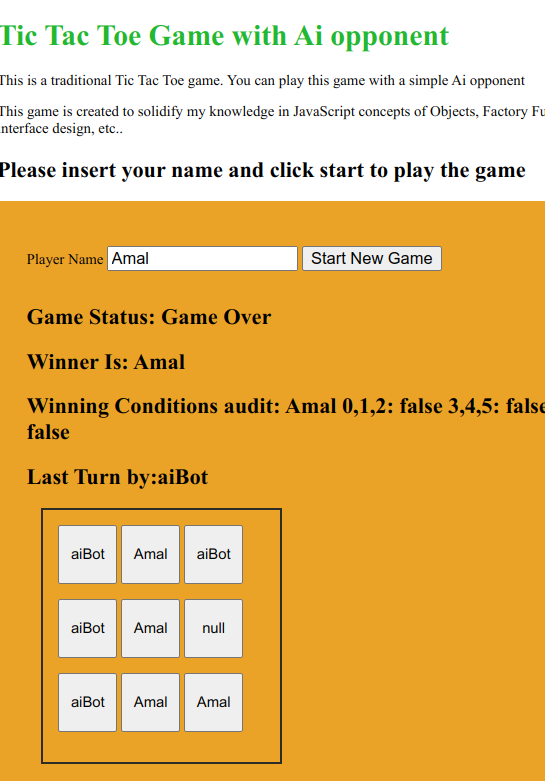 Tic Tac Toe Game with Ai opponent
This is a traditional Tic Tac Toe game. You can play this game with a simple Ai opponent
This game is created to solidify my knowledge in JavaScript concepts of Objects, Factory Fu
nterface design, etc..
Please insert your name and click start to play the game
Player Name Amal Start New Game
Game Status: Game Over
Winner Is: Amal
Winning Conditions audit: Amal 0,1,2: false 3,4,5: false
false
Last Turn by:aiBot
aiBot Amal aiBot
aiBot Amal null
aiBot Amal Amal